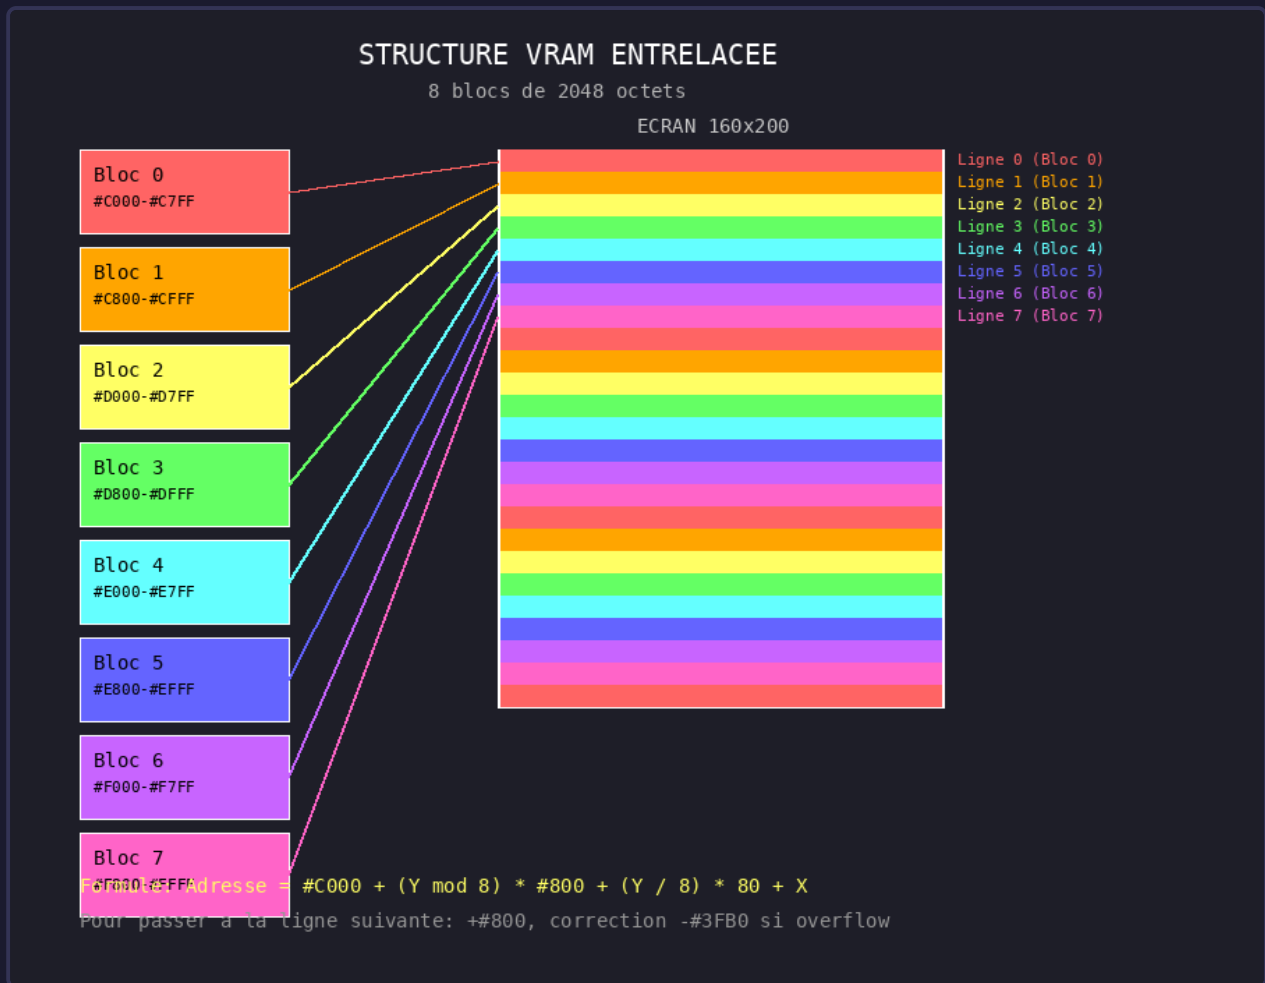 STRUCTURE VRAM ENTRELACEE
8 blocs de 2048 octets
ECRAN 160x200
Bloc 0
#C000-#C7FF
Bloc 1
#C800-#CFFF
Bloc 2
#D000-#D7FF
Bloc 3
#D800-#DFFF
Bloc 4
#E000-#E7FF
Bloc 5
#E800-#EFFF
Bloc 6
#F000-#F7FF
Bloc 7
#F800-#FFFF
Ligne 0 (Bloc 0)
Ligne 1 (Bloc 1)
Ligne 2 (Bloc 2)
Ligne 3 (Bloc 3)
Ligne 4 (Bloc 4)
Ligne 5 (Bloc 5)
Ligne 6 (Bloc 6)
Ligne 7 (Bloc 7)
Formule: Adresse = #C000 + (Y mod 8) * #800 + (Y / 8) * 80 + X
Pour passer a la ligne suivante: +#800, correction -#3FB0 si overflow